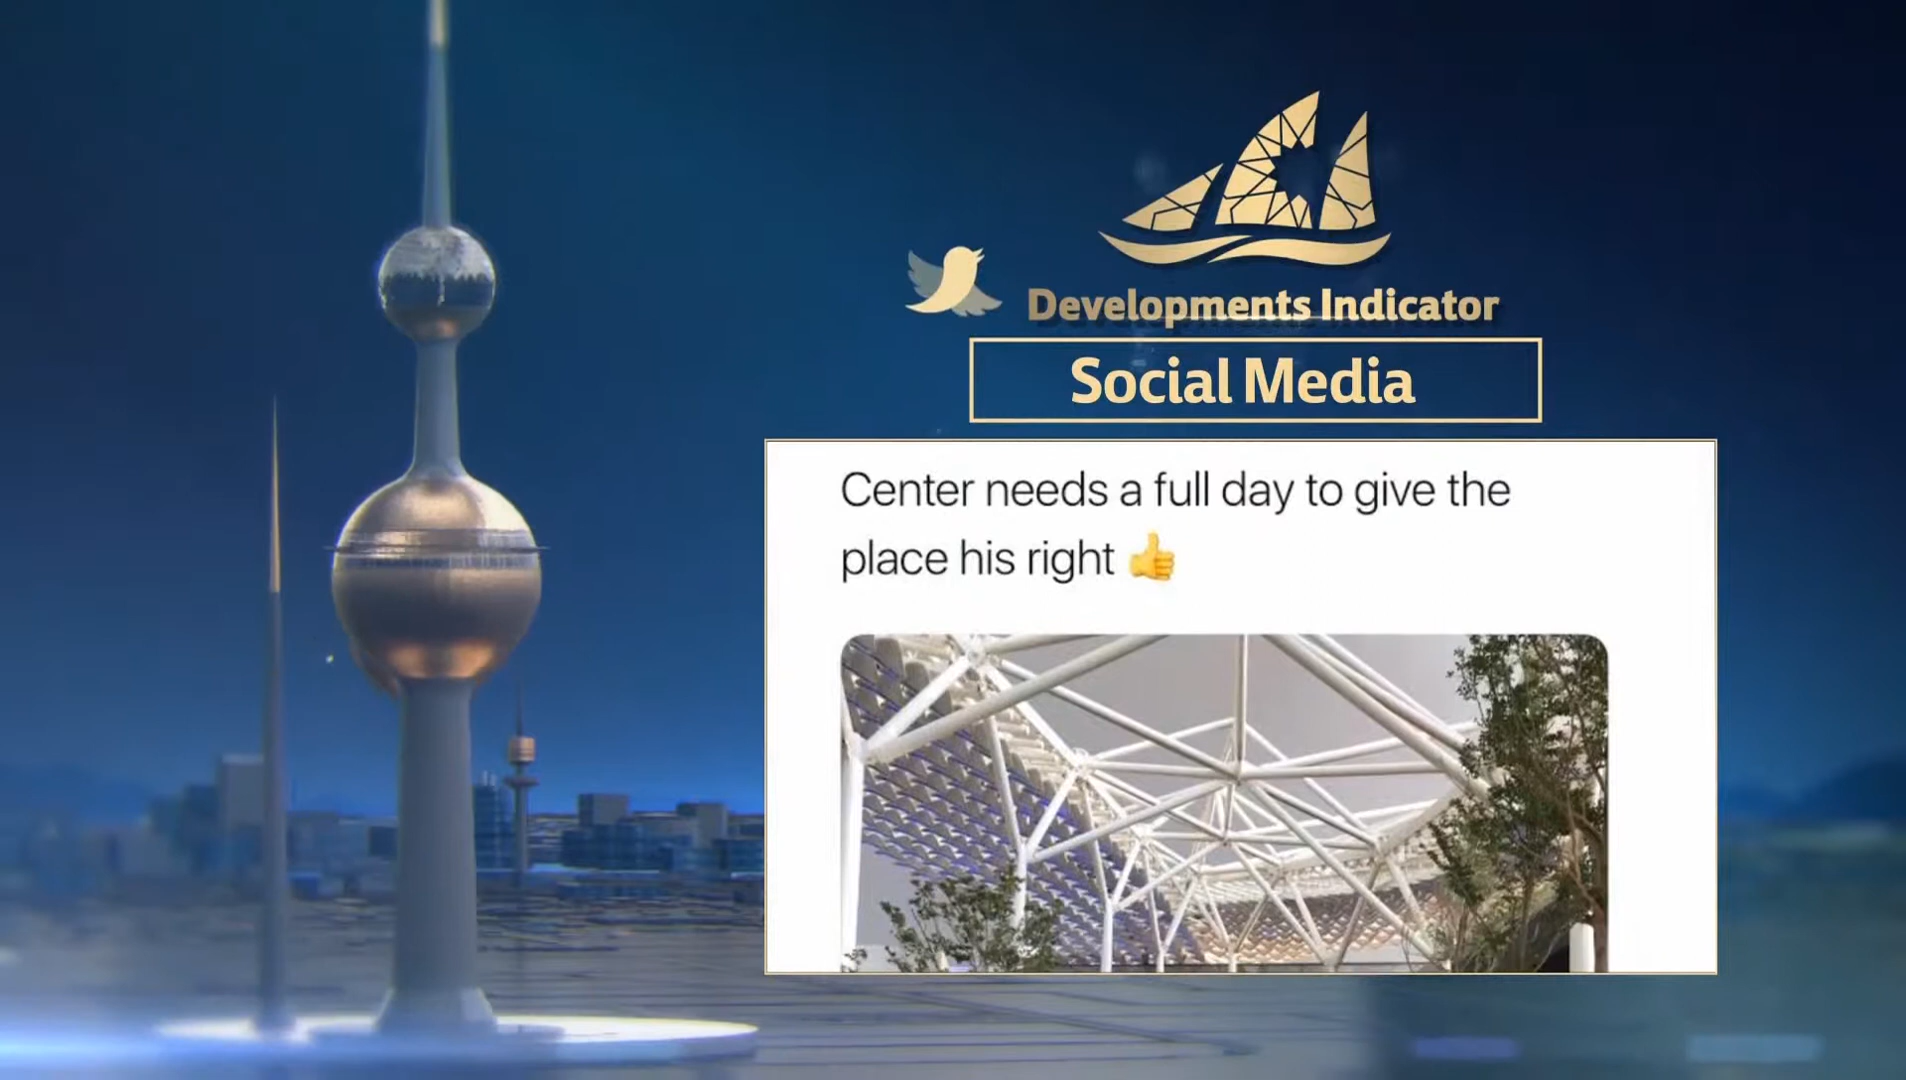 Developments Indicator
Social Media
Center needs a full day to give the
place his right 👍